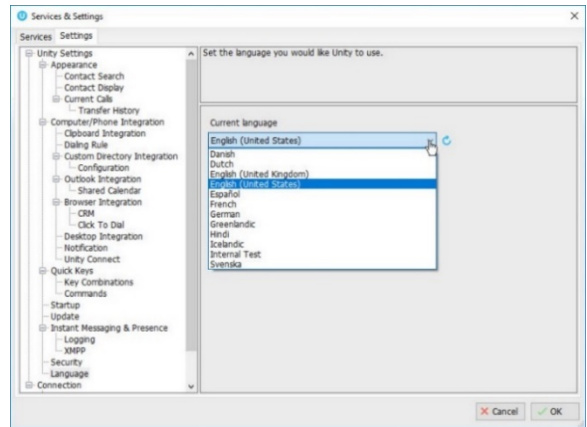 Services & Settings
Services Settings
Unity Settings
Appearance
Contact Search
Contact Display
Current Calls
Transfer History
Computer/Phone Integration
Clipboard Integration
Dialing Rule
Custom Directory Integration
Configuration
Outlook Integration
Shared Calendar
Browser Integration
CRM
Click To Dial
Desktop Integration
Notification
Unity Connect
Quick Keys
Key Combinations
Commands
Startup
Update
Instant Messaging & Presence
Logging
XMPP
Security
Language
Connection
Set the language you would like Unity to use.
Current language
English (United States)
Danish
Dutch
English (United Kingdom)
English (United States)
Español
French
German
Greenlandic
Hindi
Icelandic
Internal Test
Svenska
Cancel
OK